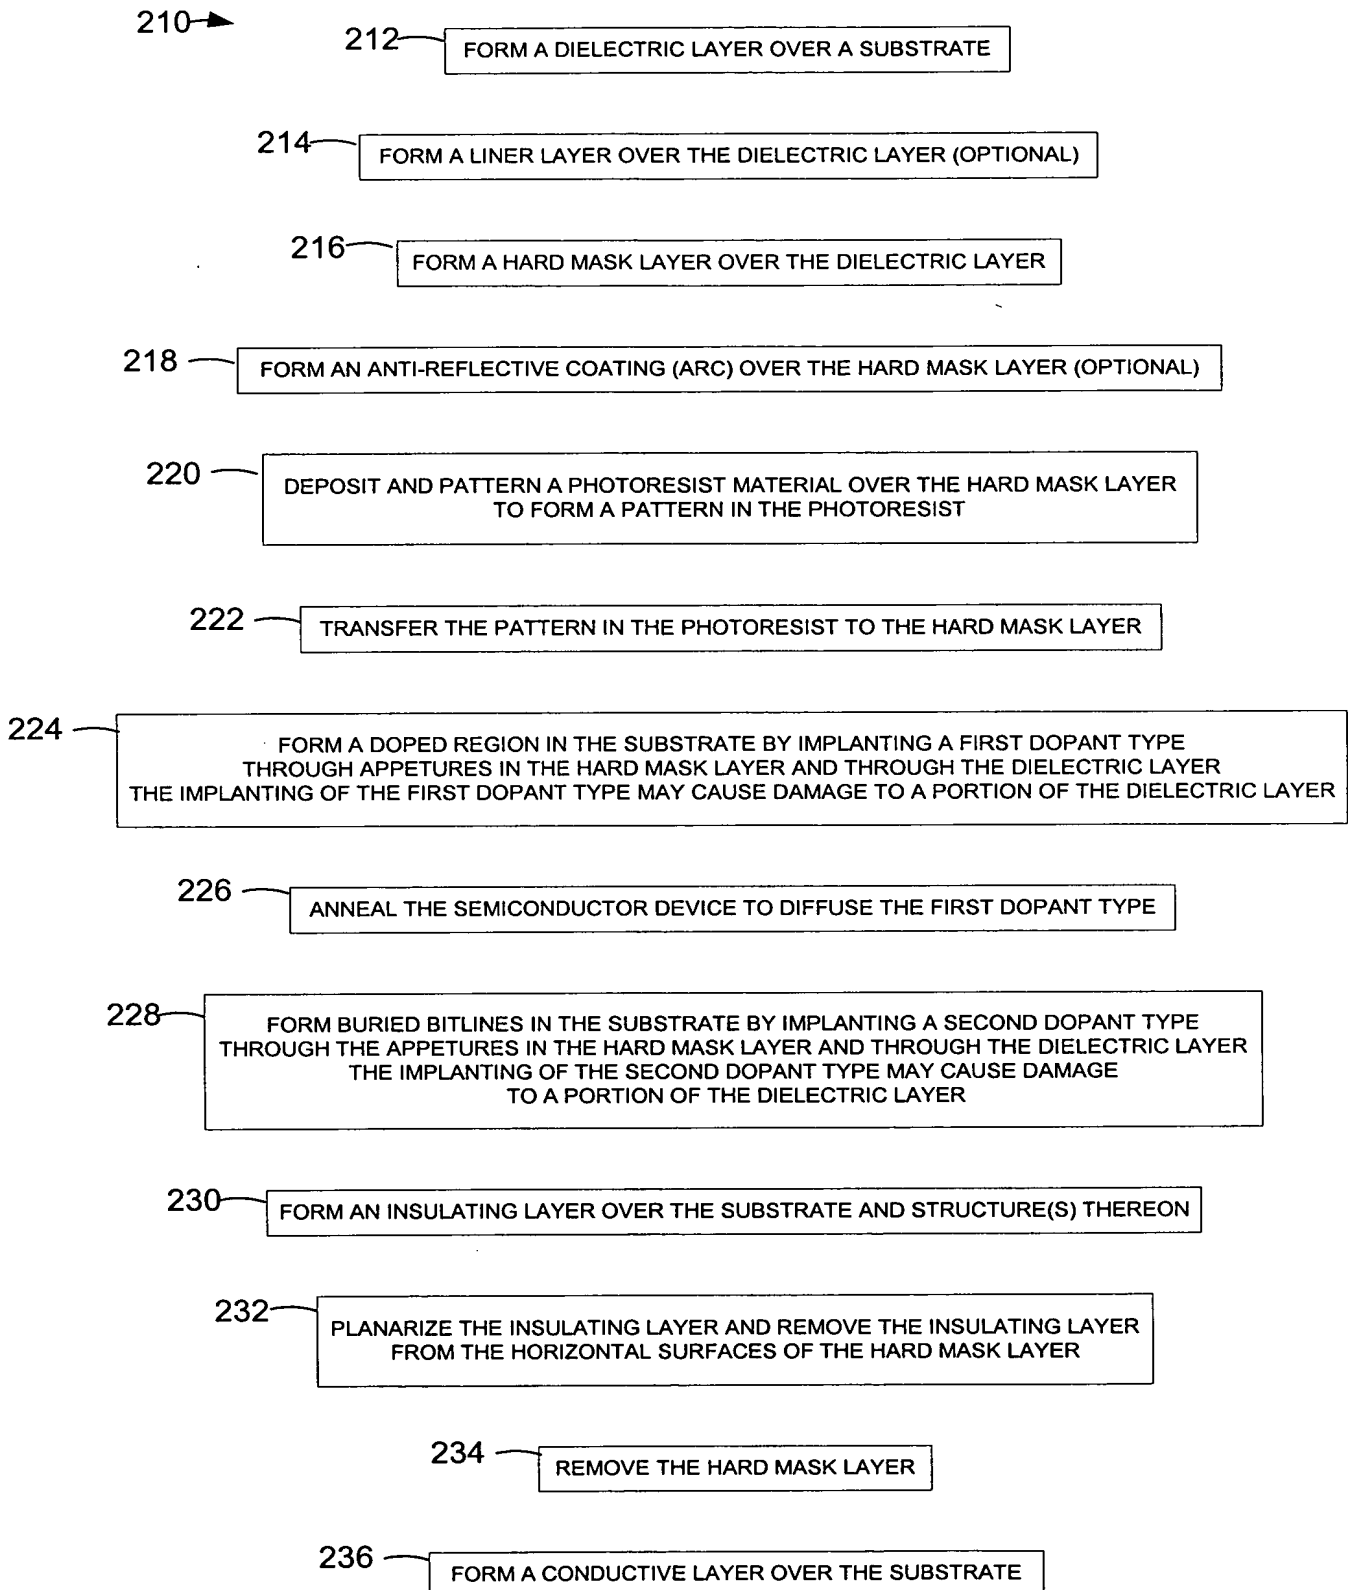 210
212
FORM A DIELECTRIC LAYER OVER A SUBSTRATE
214
FORM A LINER LAYER OVER THE DIELECTRIC LAYER (OPTIONAL)
216
FORM A HARD MASK LAYER OVER THE DIELECTRIC LAYER
218
FORM AN ANTI-REFLECTIVE COATING (ARC) OVER THE HARD MASK LAYER (OPTIONAL)
220
DEPOSIT AND PATTERN A PHOTORESIST MATERIAL OVER THE HARD MASK LAYER
TO FORM A PATTERN IN THE PHOTORESIST
222
TRANSFER THE PATTERN IN THE PHOTORESIST TO THE HARD MASK LAYER
224
FORM A DOPED REGION IN THE SUBSTRATE BY IMPLANTING A FIRST DOPANT TYPE
THROUGH APPETURES IN THE HARD MASK LAYER AND THROUGH THE DIELECTRIC LAYER
THE IMPLANTING OF THE FIRST DOPANT TYPE MAY CAUSE DAMAGE TO A PORTION OF THE DIELECTRIC LAYER
226
ANNEAL THE SEMICONDUCTOR DEVICE TO DIFFUSE THE FIRST DOPANT TYPE
228
FORM BURIED BITLINES IN THE SUBSTRATE BY IMPLANTING A SECOND DOPANT TYPE
THROUGH THE APPETURES IN THE HARD MASK LAYER AND THROUGH THE DIELECTRIC LAYER
THE IMPLANTING OF THE SECOND DOPANT TYPE MAY CAUSE DAMAGE
TO A PORTION OF THE DIELECTRIC LAYER
230
FORM AN INSULATING LAYER OVER THE SUBSTRATE AND STRUCTURE(S) THEREON
232
PLANARIZE THE INSULATING LAYER AND REMOVE THE INSULATING LAYER
FROM THE HORIZONTAL SURFACES OF THE HARD MASK LAYER
234
REMOVE THE HARD MASK LAYER
236
FORM A CONDUCTIVE LAYER OVER THE SUBSTRATE